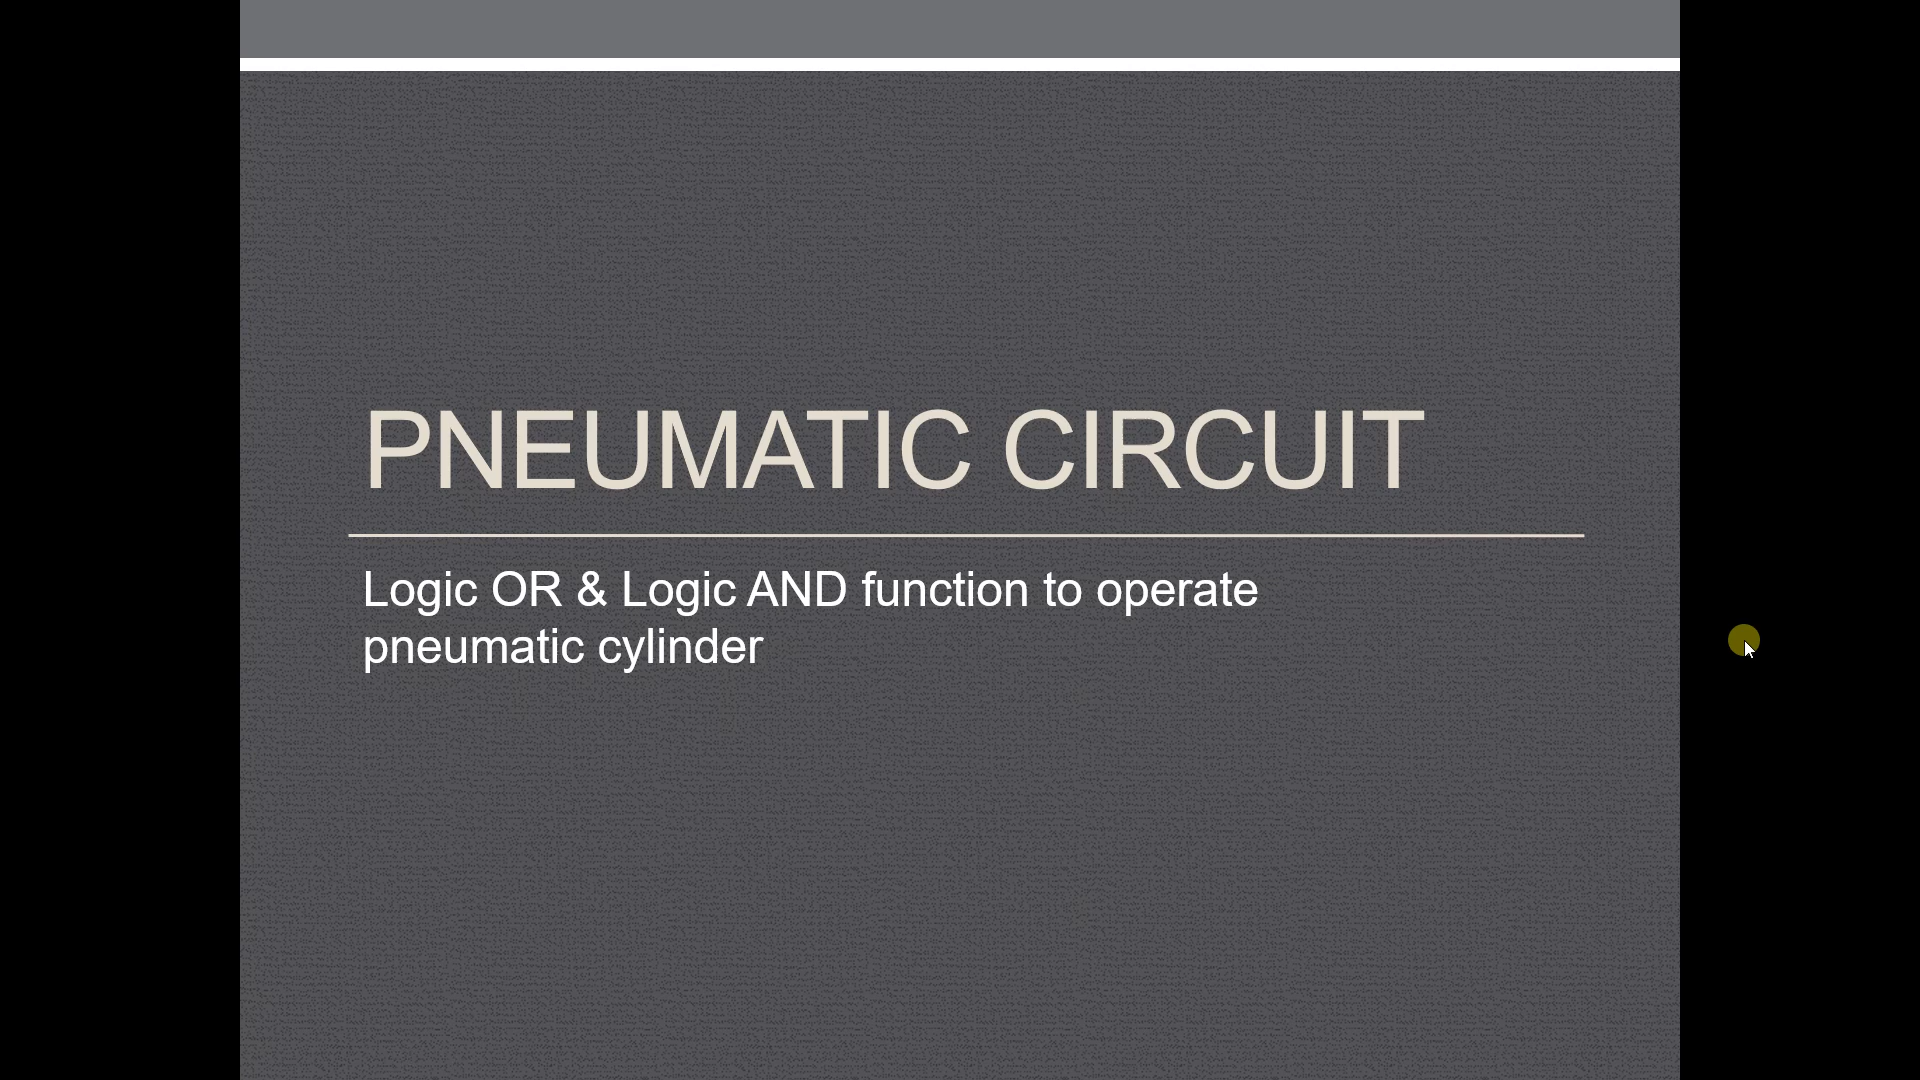 PNEUMATIC CIRCUIT
Logic OR & Logic AND function to operate
pneumatic cylinder